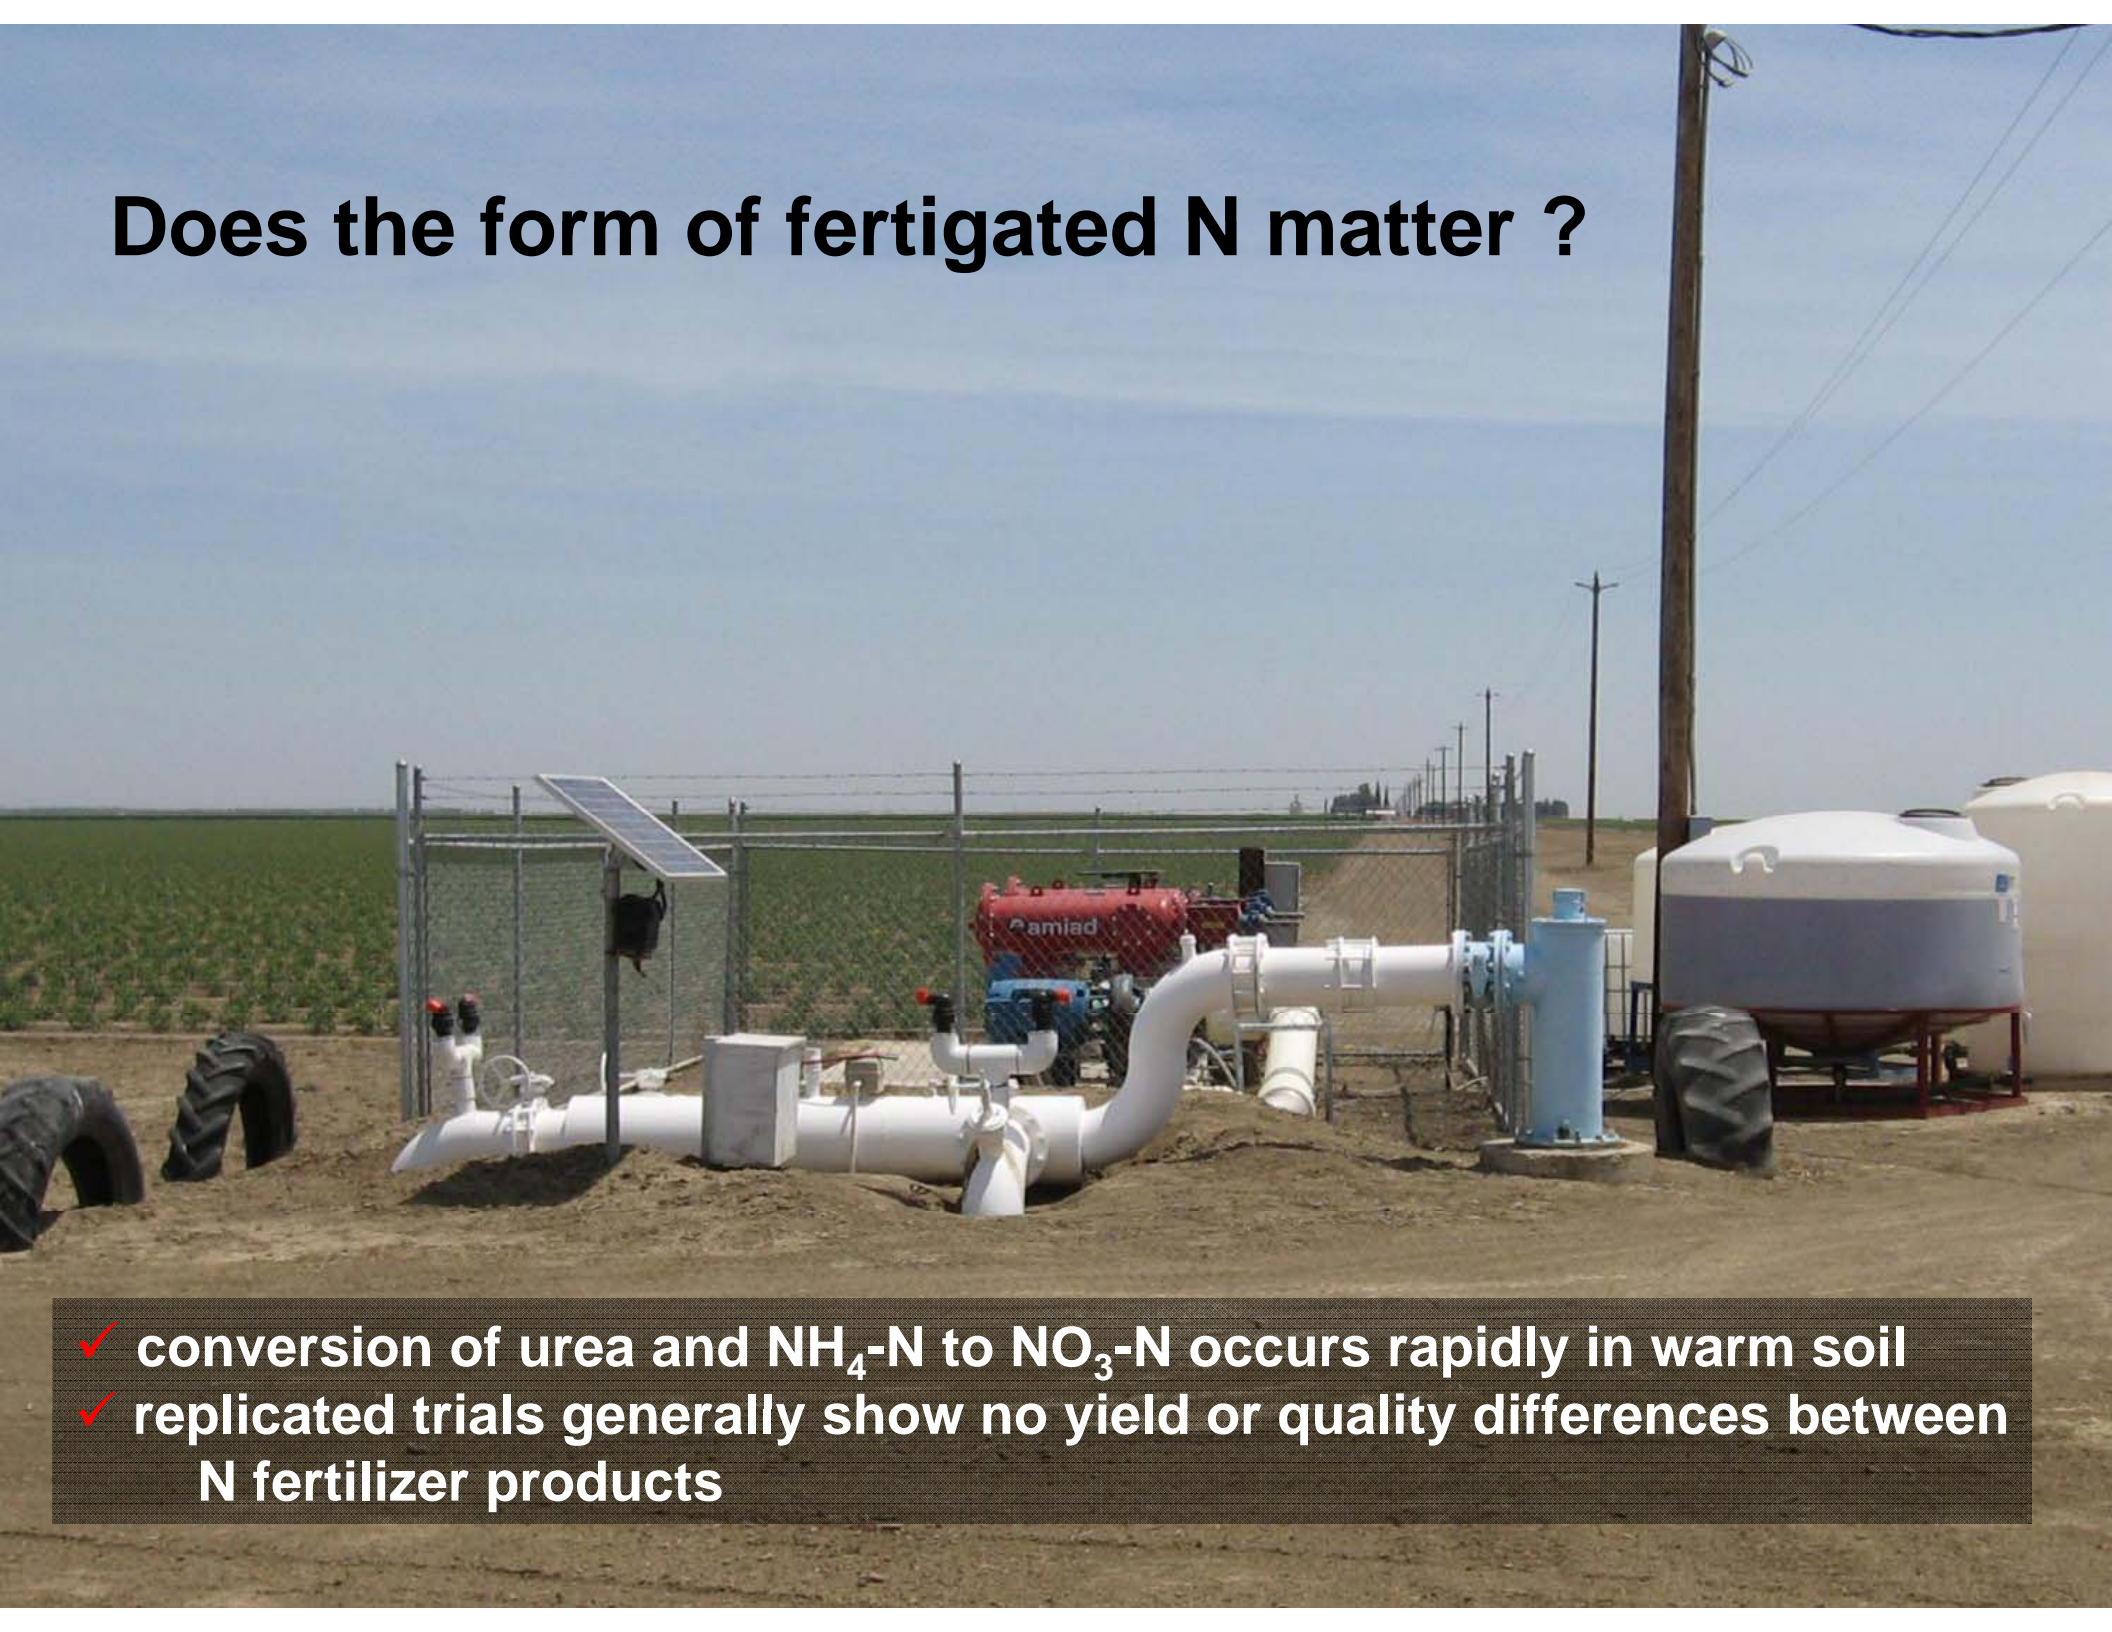 Does the form of fertigated N matter ?
amiad
✓ conversion of urea and NH₄-N to NO₃-N occurs rapidly in warm soil
✓ replicated trials generally show no yield or quality differences between
N fertilizer products